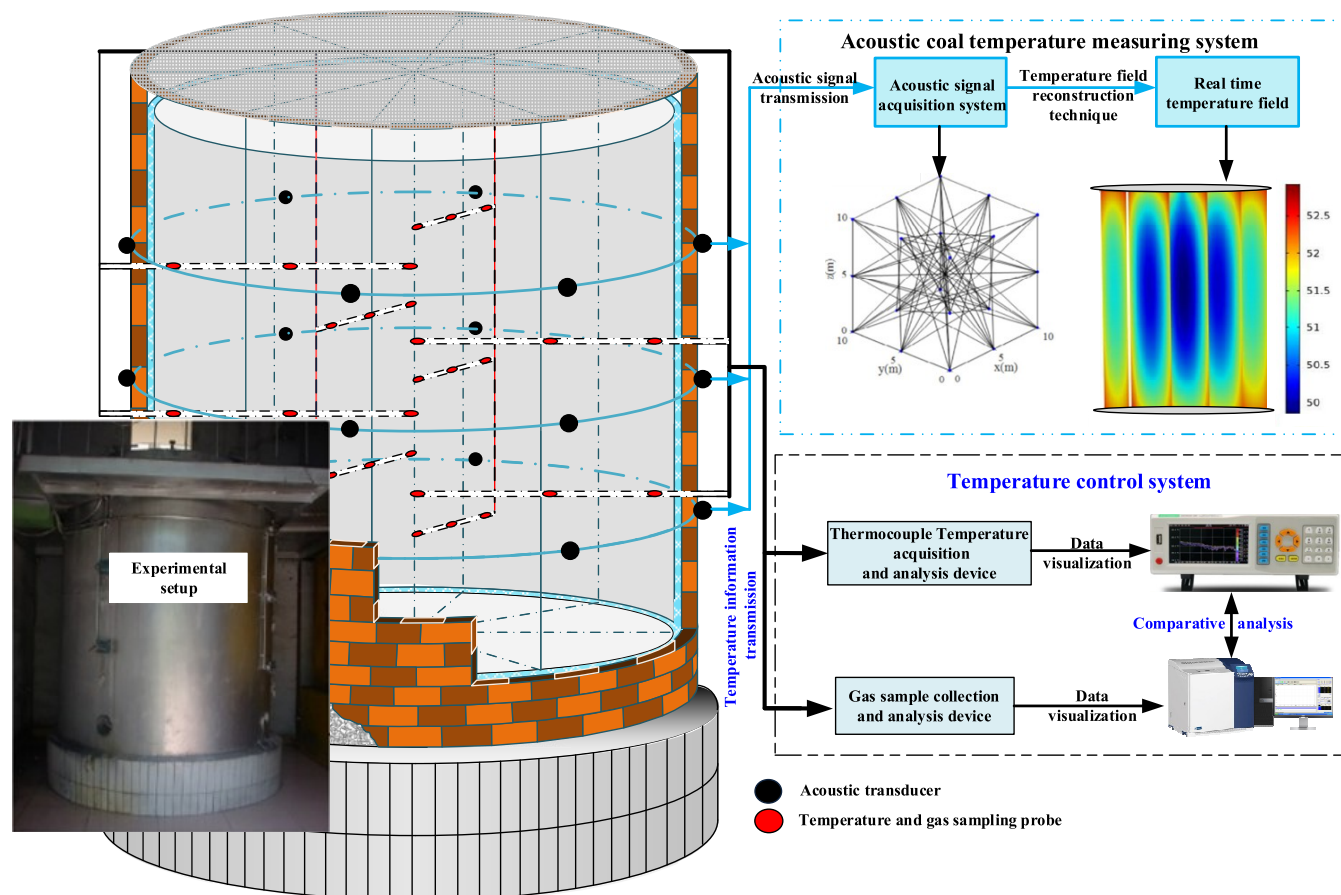 Acoustic coal temperature measuring system
Acoustic signal
transmission
Acoustic signal
acquisition system
Temperature field
reconstruction
technique
Real time
temperature field
10
5
0
z(m)
10
5
0
y(m)
0
5
10
x(m)
52.5
52
51.5
51
50.5
50
Temperature control system
Thermocouple Temperature
acquisition
and analysis device
Data
visualization
Comparative analysis
Gas sample collection
and analysis device
Data
visualization
Temperature information
transmission
Experimental
setup
Acoustic transducer
Temperature and gas sampling probe